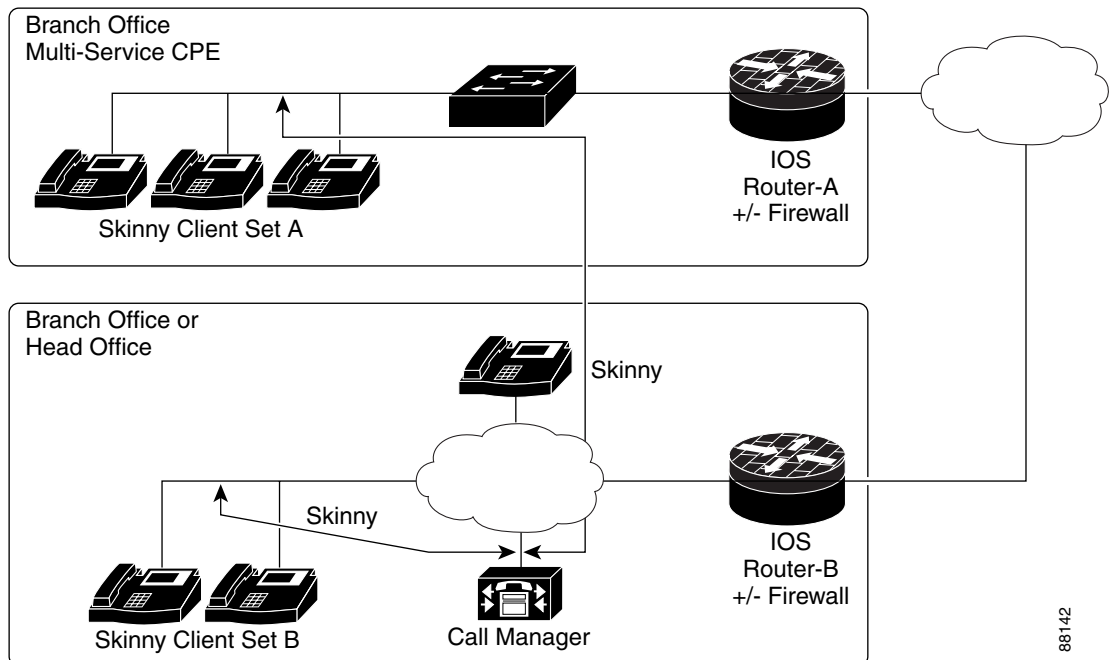 Branch Office
Multi-Service CPE
Skinny Client Set A
IOS
Router-A
+/- Firewall
Branch Office or
Head Office
Skinny
Skinny
Skinny Client Set B
Call Manager
IOS
Router-B
+/- Firewall
88142